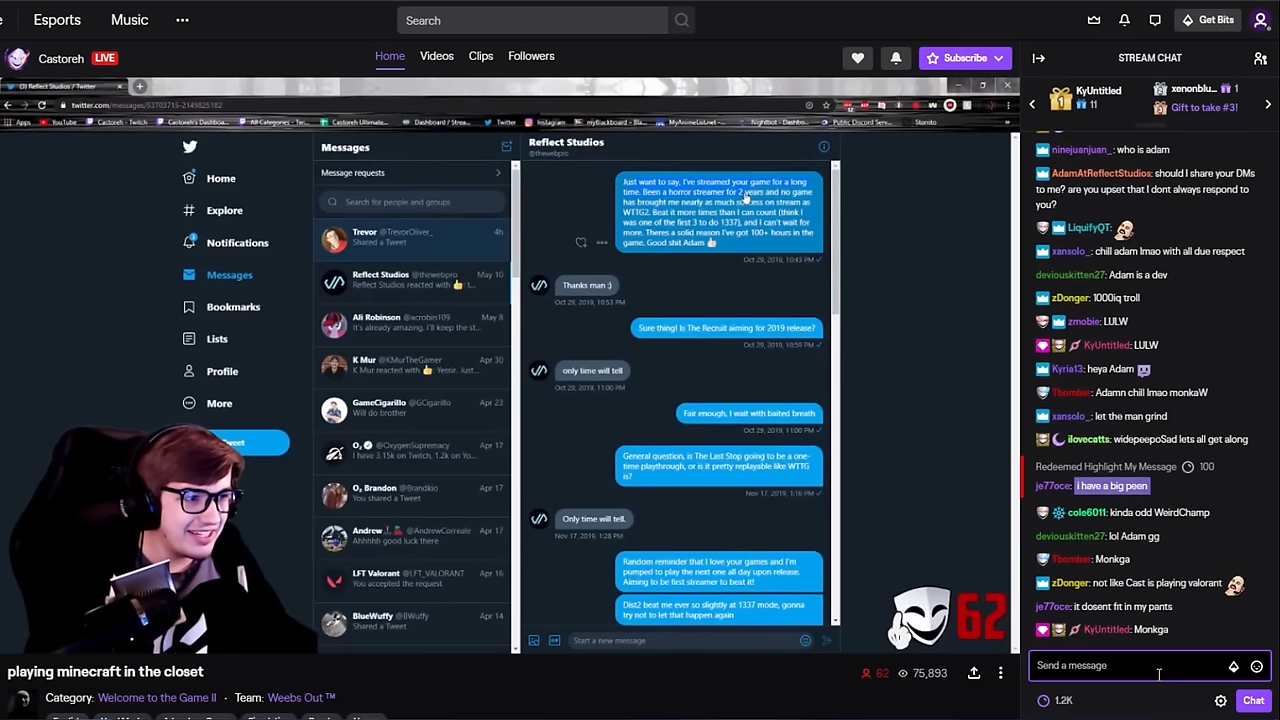 Esports
Music
Search
Get Bits
Castoreh
LIVE
Home
Videos
Clips
Followers
Subscribe
STREAM CHAT
(3) Reflect Studios / Twitter
twitter.com/messages/53703715-2149825182
Apps
YouTube
Castoreh - Twitch
Castoreh's Dashbo...
All Categories - Tw...
Castoreh Ultimate...
Dashboard / Strea...
Twitter
Instagram
myBlackboard - Bla...
MyAnimeList.net -...
Nightbot - Dashbo...
Public Discord Serv...
Stornito
KyUntitled
11
xenonblu...
1
Gift to take #31
Home
Explore
Notifications
Messages
Bookmarks
Lists
Profile
More
Messages
Message requests
Search for people and groups
Trevor @TrevorOliver_ 4h
Shared a Tweet
Reflect Studios @thewebpro May 10
Reflect Studios reacted with 👍 : t...
Ali Robinson @acrobin109 May 8
It's already amazing. I'll keep the st...
K Mur @KMurTheGamer Apr 30
K Mur reacted with 👍: Yessir. Just...
GameCigarillo @GCigarillo Apr 23
Will do brother
O₂ @OxygenSupremacy Apr 17
I have 3.15k on Twitch, 1.2k on Yo...
O₂ Brandon @Brandkio Apr 17
You shared a Tweet
Andrew @AndrewCorreale Apr 17
Ahhhhh good luck there
LFT Valorant @LFT_VALORANT Apr 16
You accepted the request
BlueWuffy @BWuffy Apr 14
Shared a Tweet
Reflect Studios
@thewebpro
Just want to say, I've streamed your game for a long
time. Been a horror streamer for 2 years and no game
has brought me nearly as much success on stream as
WTTG2. Beat it more times than I can count (think I
was one of the first 3 to do 1337), and I can't wait for
more. Theres a solid reason I've got 100+ hours in the
game. Good shit Adam 👍
Oct 29, 2019, 10:43 PM ✓
Thanks man :)
Oct 29, 2019, 10:53 PM
Sure thing! Is The Recruit aiming for 2019 release?
Oct 29, 2019, 10:59 PM ✓
only time will tell
Oct 29, 2019, 11:00 PM
Fair enough, I wait with baited breath
Oct 29, 2019, 11:00 PM ✓
General question, is The Last Stop going to be a one-
time playthrough, or is it pretty replayable like WTTG
is?
Nov 17, 2019, 1:16 PM ✓
Only time will tell.
Nov 17, 2019, 1:28 PM
Random reminder that I love your games and I'm
pumped to play the next one all day upon release.
Aiming to be first streamer to beat it!
Dist2 beat me ever so slightly at 1337 mode, gonna
try not to let that happen again
Start a new message
62
ninejuanjuan_: who is adam
AdamAtReflectStudios: should I share your DMs
to me? are you upset that I dont always respond to
you?
LiquifyQT:
xansolo_: chill adam lmao with all due respect
deviouskitten27: Adam is a dev
zDonger: 1000iq troll
zmobie: LULW
KyUntitled: LULW
Kyria13: heya Adam
Tbomber: Adamn chill lmao monkaW
xansolo_: let the man grind
ilovecatts: wokpeepoSad lets all get along
Redeemed Highlight My Message 100
je77oce: i have a big peen
cole6011: kinda odd WeirdChamp
deviouskitten27: lol Adam gg
Tbomber: Monkga
zDonger: not like Cast is playing valorant
je77oce: it dosent fit in my jeants
KyUntitled: Monkga
Send a message
1.2K
Chat
playing minecraft in the closet
62
75,893
Category: Welcome to the Game II · Team: Weebs Out ™